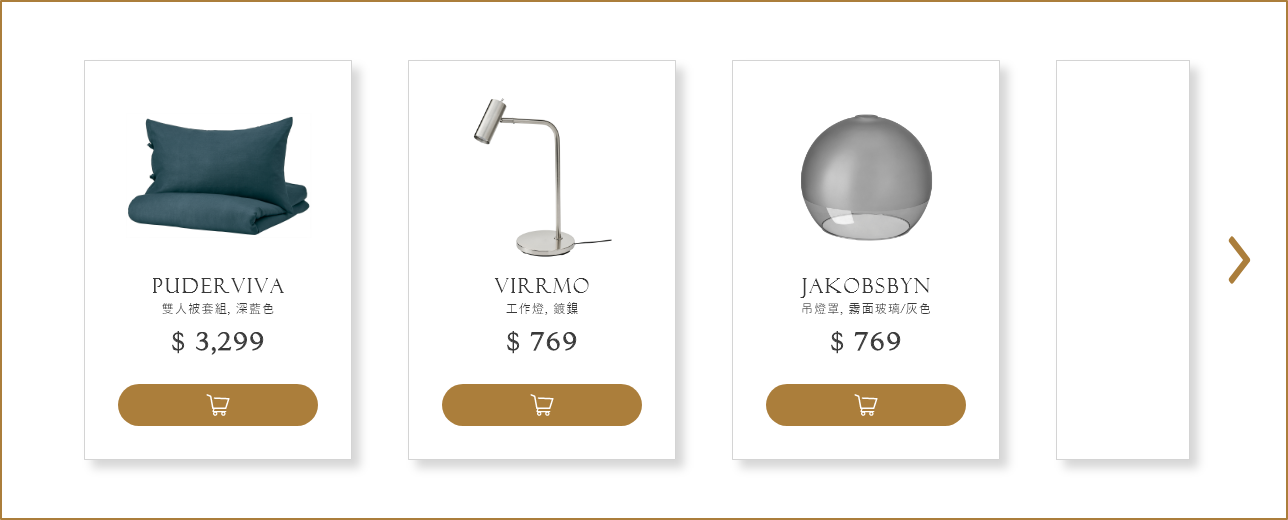 PUDERVIVA
雙人被套組, 深藍色
$ 3,299
VIRRMO
工作燈, 鍍鎳
$ 769
JAKOBSBYN
吊燈罩, 霧面玻璃/灰色
$ 769